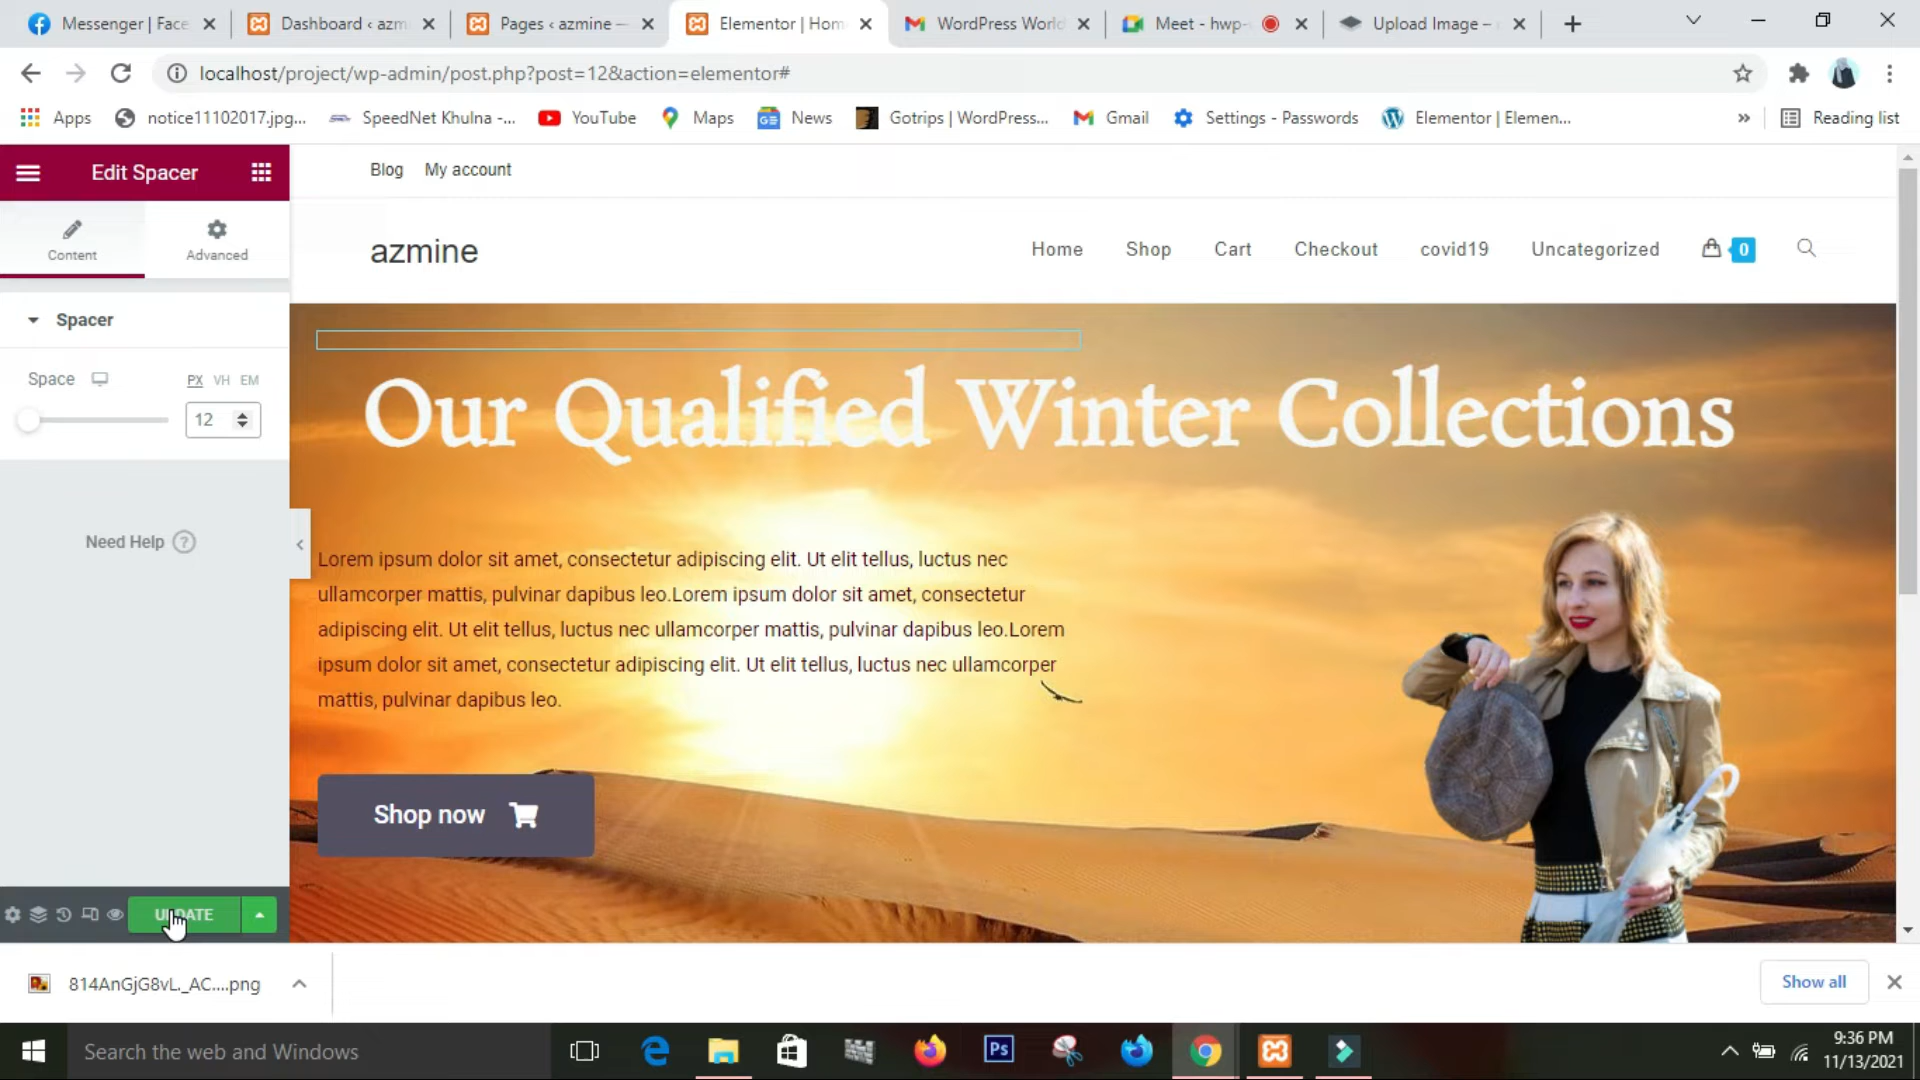 Messenger | Face
Dashboard ‹ azm
Pages ‹ azmine —
Elementor | Hom
WordPress World
Meet - hwp-
Upload Image –
localhost/project/wp-admin/post.php?post=12&action=elementor#
Apps
notice11102017.jpg...
SpeedNet Khulna -...
YouTube
Maps
News
Gotrips | WordPress...
Gmail
Settings - Passwords
Elementor | Elemen...
»
Reading list
Edit Spacer
Content
Advanced
Spacer
Space
PX VH EM
12
Need Help ?
UPDATE
Blog My account
azmine
Home Shop Cart Checkout covid19 Uncategorized 0
Our Qualified Winter Collections
Lorem ipsum dolor sit amet, consectetur adipiscing elit. Ut elit tellus, luctus nec
ullamcorper mattis, pulvinar dapibus leo.Lorem ipsum dolor sit amet, consectetur
adipiscing elit. Ut elit tellus, luctus nec ullamcorper mattis, pulvinar dapibus leo.Lorem
ipsum dolor sit amet, consectetur adipiscing elit. Ut elit tellus, luctus nec ullamcorper
mattis, pulvinar dapibus leo.
Shop now
814AnGjG8vL._AC....png
Show all
Search the web and Windows
Ps
9:36 PM
11/13/2021